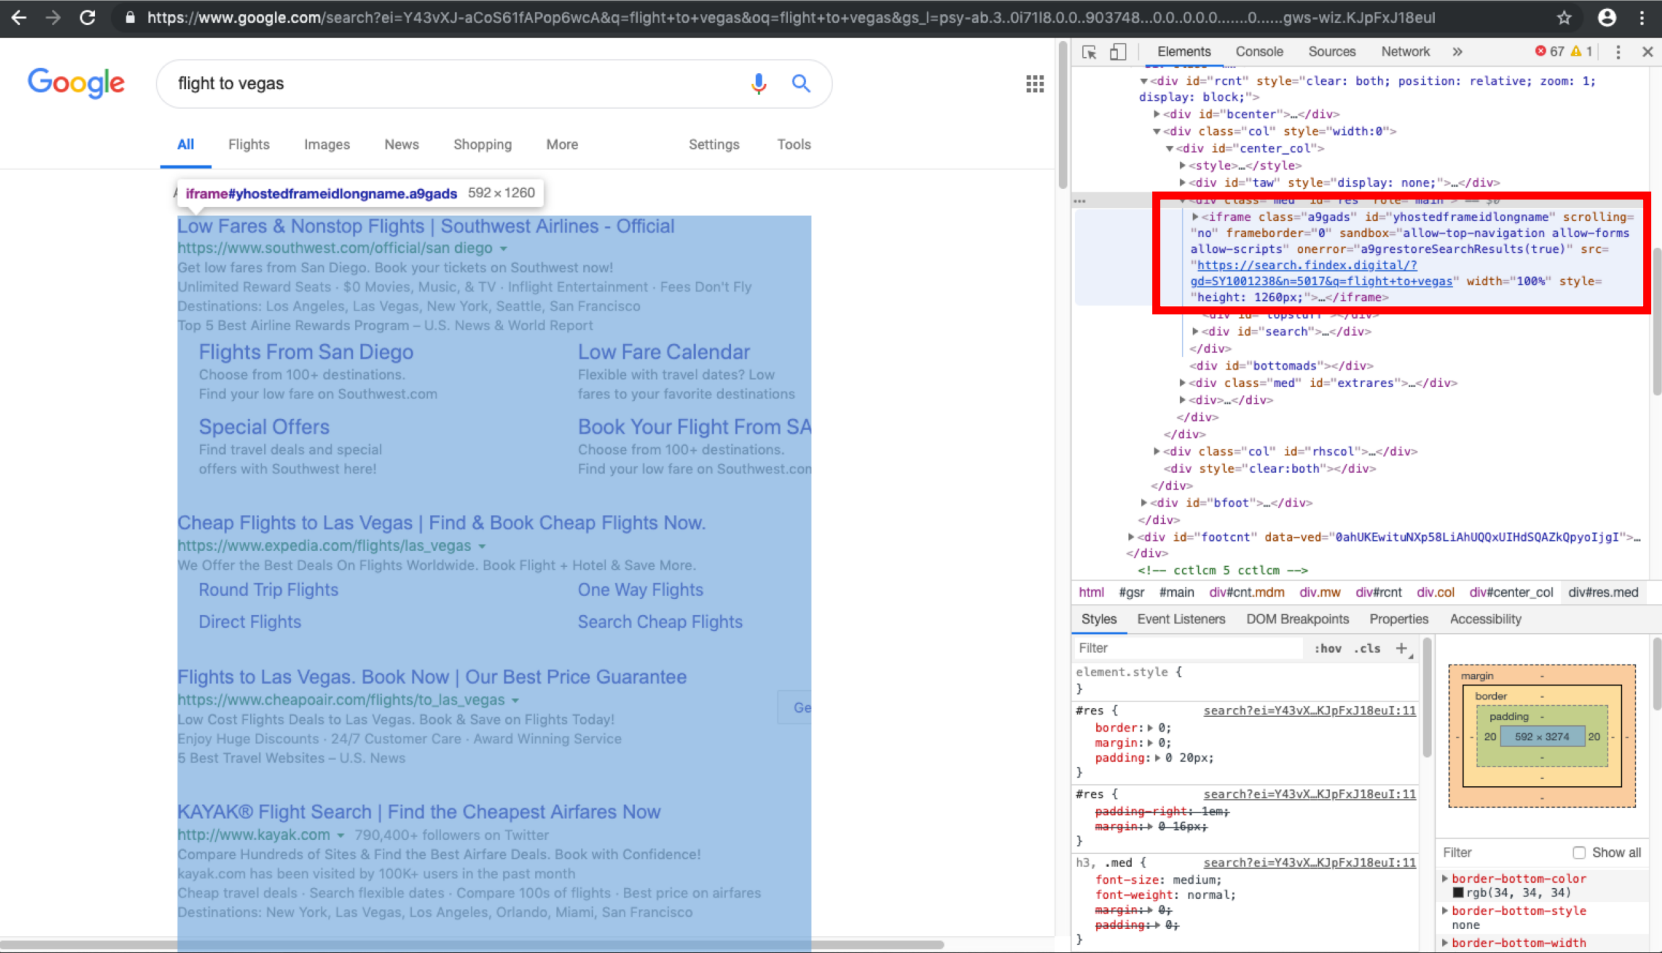 https://www.google.com/search?ei=Y43vXJ-aCoS61fAPop6wcA&q=flight+to+vegas&oq=flight+to+vegas&gs_l=psy-ab.3..0i71l8.0.0..903748...0.0..0.0.0.......0......gws-wiz.KJpFxJ18euI
Google
flight to vegas
All Flights Images News Shopping More Settings Tools
iframe#yhostedframeidlongname.a9gads 592 × 1260
Low Fares & Nonstop Flights | Southwest Airlines - Official
https://www.southwest.com/official/san diego
Get low fares from San Diego. Book your tickets on Southwest now!
Unlimited Reward Seats · $0 Movies, Music, & TV · Inflight Entertainment · Fees Don't Fly
Destinations: Los Angeles, Las Vegas, New York, Seattle, San Francisco
Top 5 Best Airline Rewards Program – U.S. News & World Report
Flights From San Diego
Choose from 100+ destinations.
Find your low fare on Southwest.com
Low Fare Calendar
Flexible with travel dates? Low
fares to your favorite destinations
Special Offers
Find travel deals and special
offers with Southwest here!
Book Your Flight From SA
Choose from 100+ destinations.
Find your low fare on Southwest.com
Cheap Flights to Las Vegas | Find & Book Cheap Flights Now.
https://www.expedia.com/flights/las_vegas
We Offer the Best Deals On Flights Worldwide. Book Flight + Hotel & Save More.
Round Trip Flights
One Way Flights
Direct Flights
Search Cheap Flights
Flights to Las Vegas. Book Now | Our Best Price Guarantee
https://www.cheapoair.com/flights/to_las_vegas
Ge
Low Cost Flights Deals to Las Vegas. Book & Save on Flights Today!
Enjoy Huge Discounts · 24/7 Customer Care · Award Winning Service
5 Best Travel Websites – U.S. News
KAYAK® Flight Search | Find the Cheapest Airfares Now
http://www.kayak.com 790,400+ followers on Twitter
Compare Hundreds of Sites & Find the Best Airfare Deals. Book with Confidence!
kayak.com has been visited by 100K+ users in the past month
Cheap travel deals · Search flexible dates · Compare 100s of flights · Best price on airfares
Destinations: New York, Las Vegas, Los Angeles, Orlando, Miami, San Francisco
Elements Console Sources Network » 67 1
<div id="rcnt" style="clear: both; position: relative; zoom: 1;
display: block;">
<div id="bcenter">…</div>
<div class="col" style="width:0">
<div id="center_col">
<style>…</style>
<div id="taw" style="display: none;">…</div>
<div class="med" id="res" role="main"> == $0
<iframe class="a9gads" id="yhostedframeidlongname" scrolling=
"no" frameborder="0" sandbox="allow-top-navigation allow-forms
allow-scripts" onerror="a9grestoreSearchResults(true)" src=
"https://search.findex.digital/?
gd=SY1001238&n=5017&q=flight+to+vegas" width="100%" style=
"height: 1260px;">…</iframe>
<div id="topstuff"></div>
<div id="search">…</div>
</div>
<div id="bottomads"></div>
<div class="med" id="extrares">…</div>
<div>…</div>
</div>
</div>
<div class="col" id="rhscol">…</div>
<div style="clear:both"></div>
</div>
<div id="bfoot">…</div>
</div>
<div id="footcnt" data-ved="0ahUKEwituNXp58LiAhUQQxUIHdSQAZkQpyoIjgI">…
</div>
<!-- cctlcm 5 cctlcm -->
html #gsr #main div#cnt.mdm div.mw div#rcnt div.col div#center_col div#res.med
Styles Event Listeners DOM Breakpoints Properties Accessibility
Filter :hov .cls +
element.style {
}
#res { search?ei=Y43vX…KJpFxJ18euI:11
border: 0;
margin: 0;
padding: 0 20px;
}
#res { search?ei=Y43vX…KJpFxJ18euI:11
padding-right: 1em;
margin: 0 16px;
}
h3, .med { search?ei=Y43vX…KJpFxJ18euI:11
font-size: medium;
font-weight: normal;
margin: 0;
padding: 0;
}
margin -
border -
padding -
- - 20 592 × 3274 20 - -
-
-
-
Filter Show all
border-bottom-color
rgb(34, 34, 34)
border-bottom-style
none
border-bottom-width